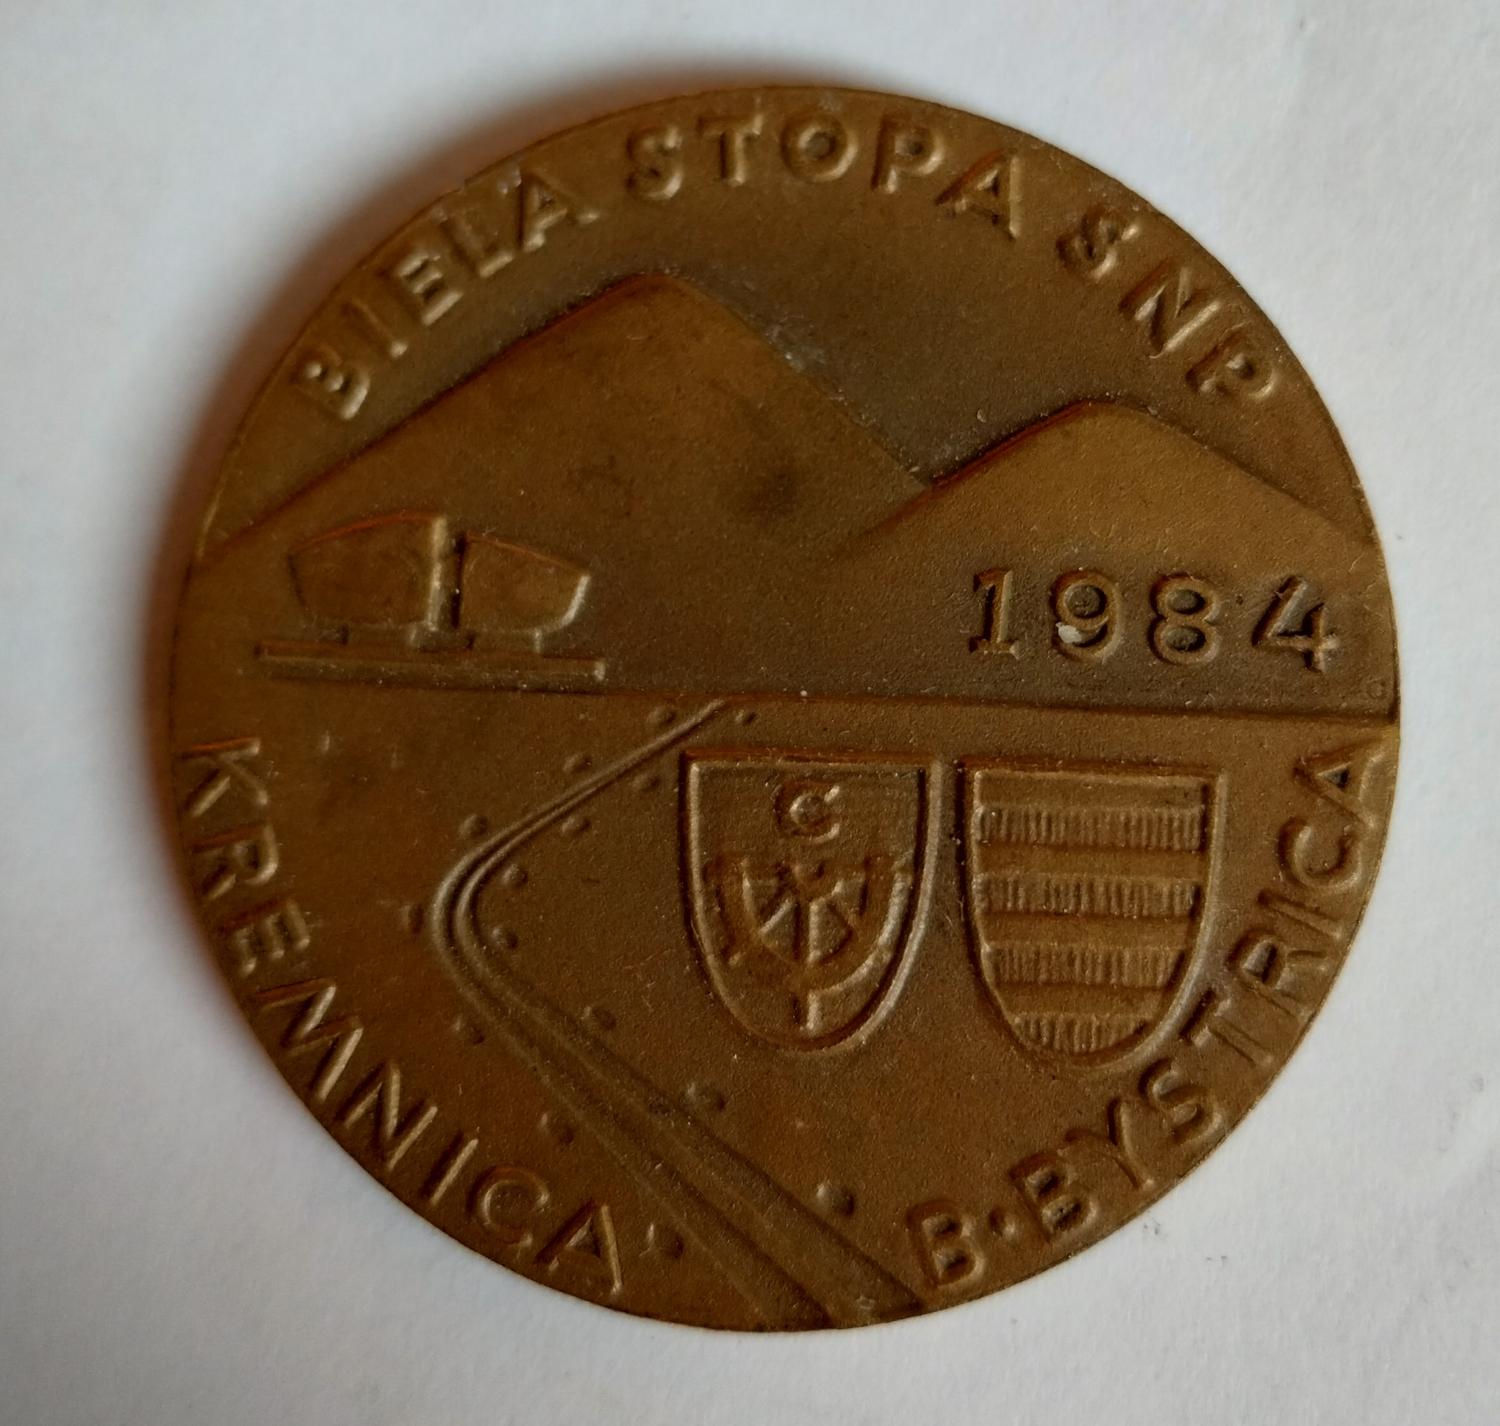 BIELA STOPA SNP
1984
C
KREMNICA
B·BYSTRICA